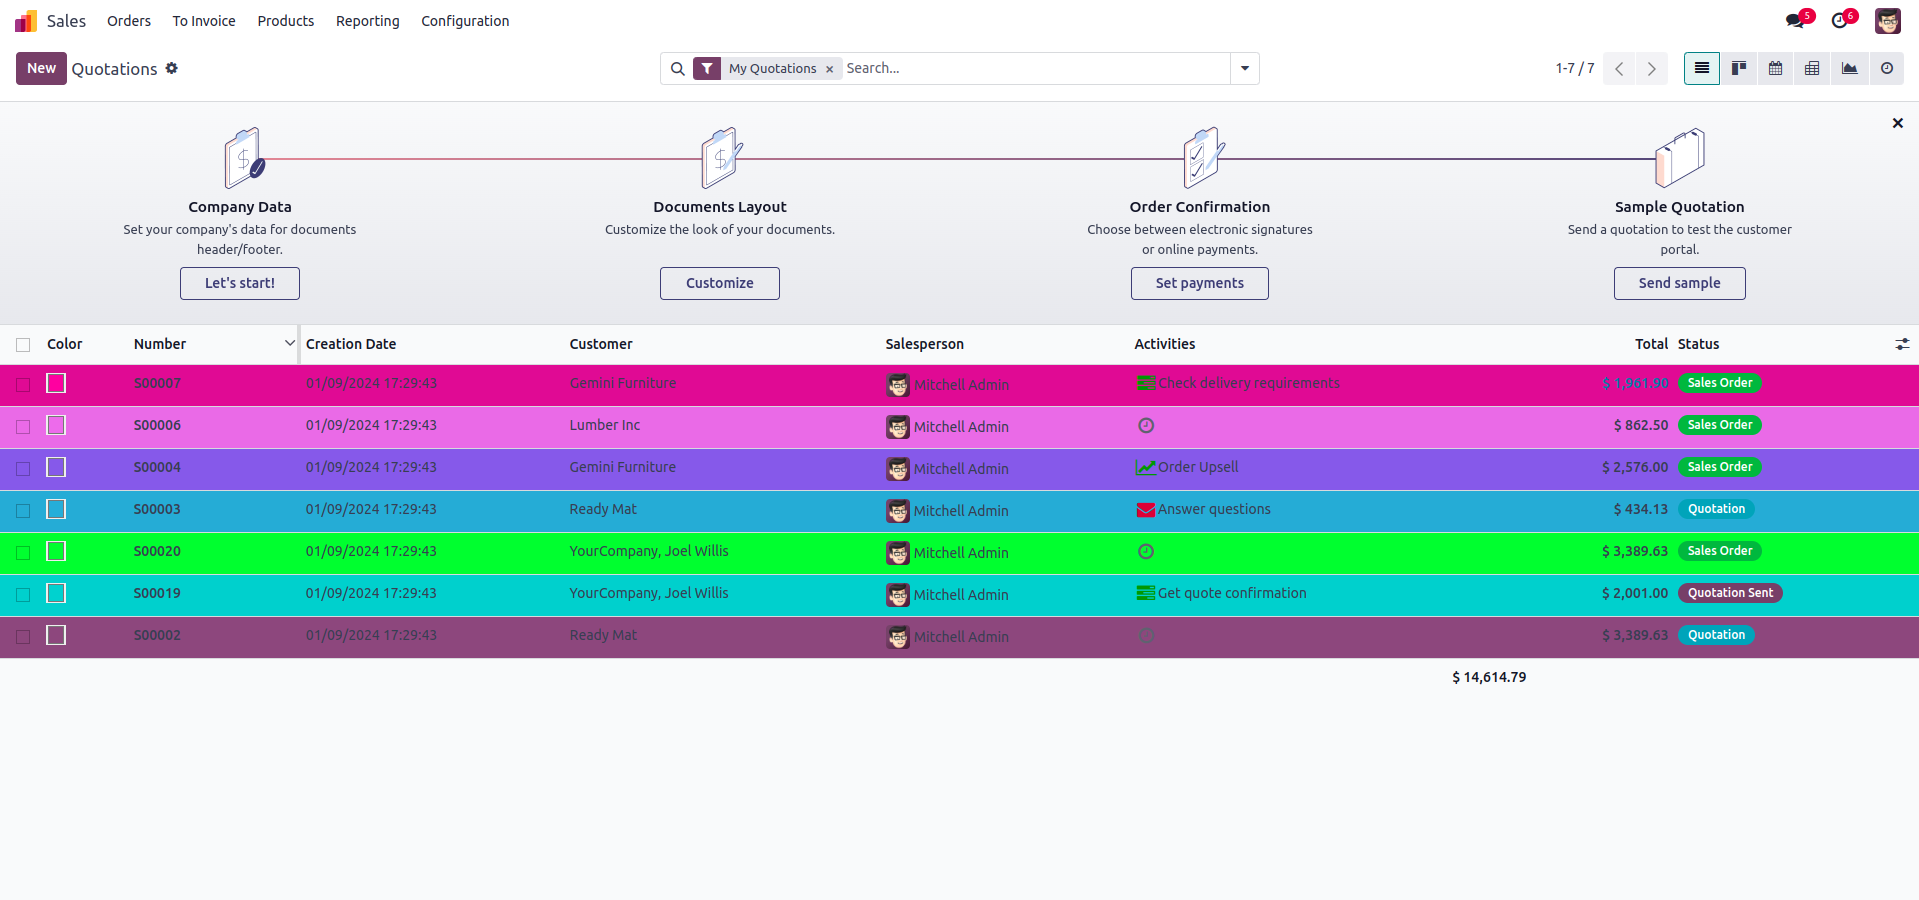 Sales Orders To Invoice Products Reporting Configuration 5 6
New Quotations My Quotations × Search... 1-7 / 7
Company Data
Set your company's data for documents
header/footer.
Let's start!
Documents Layout
Customize the look of your documents.
Customize
Order Confirmation
Choose between electronic signatures
or online payments.
Set payments
Sample Quotation
Send a quotation to test the customer
portal.
Send sample
Color Number Creation Date Customer Salesperson Activities Total Status
S00007 01/09/2024 17:29:43 Gemini Furniture Mitchell Admin Check delivery requirements $ 1,961.90 Sales Order
S00006 01/09/2024 17:29:43 Lumber Inc Mitchell Admin $ 862.50 Sales Order
S00004 01/09/2024 17:29:43 Gemini Furniture Mitchell Admin Order Upsell $ 2,576.00 Sales Order
S00003 01/09/2024 17:29:43 Ready Mat Mitchell Admin Answer questions $ 434.13 Quotation
S00020 01/09/2024 17:29:43 YourCompany, Joel Willis Mitchell Admin $ 3,389.63 Sales Order
S00019 01/09/2024 17:29:43 YourCompany, Joel Willis Mitchell Admin Get quote confirmation $ 2,001.00 Quotation Sent
S00002 01/09/2024 17:29:43 Ready Mat Mitchell Admin $ 3,389.63 Quotation
$ 14,614.79